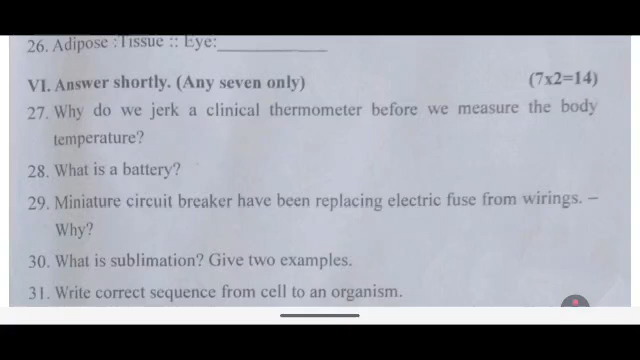 26. Adipose :Tissue :: Eye:____________
VI. Answer shortly. (Any seven only) (7x2=14)
27. Why do we jerk a clinical thermometer before we measure the body
temperature?
28. What is a battery?
29. Miniature circuit breaker have been replacing electric fuse from wirings. –
Why?
30. What is sublimation? Give two examples.
31. Write correct sequence from cell to an organism.